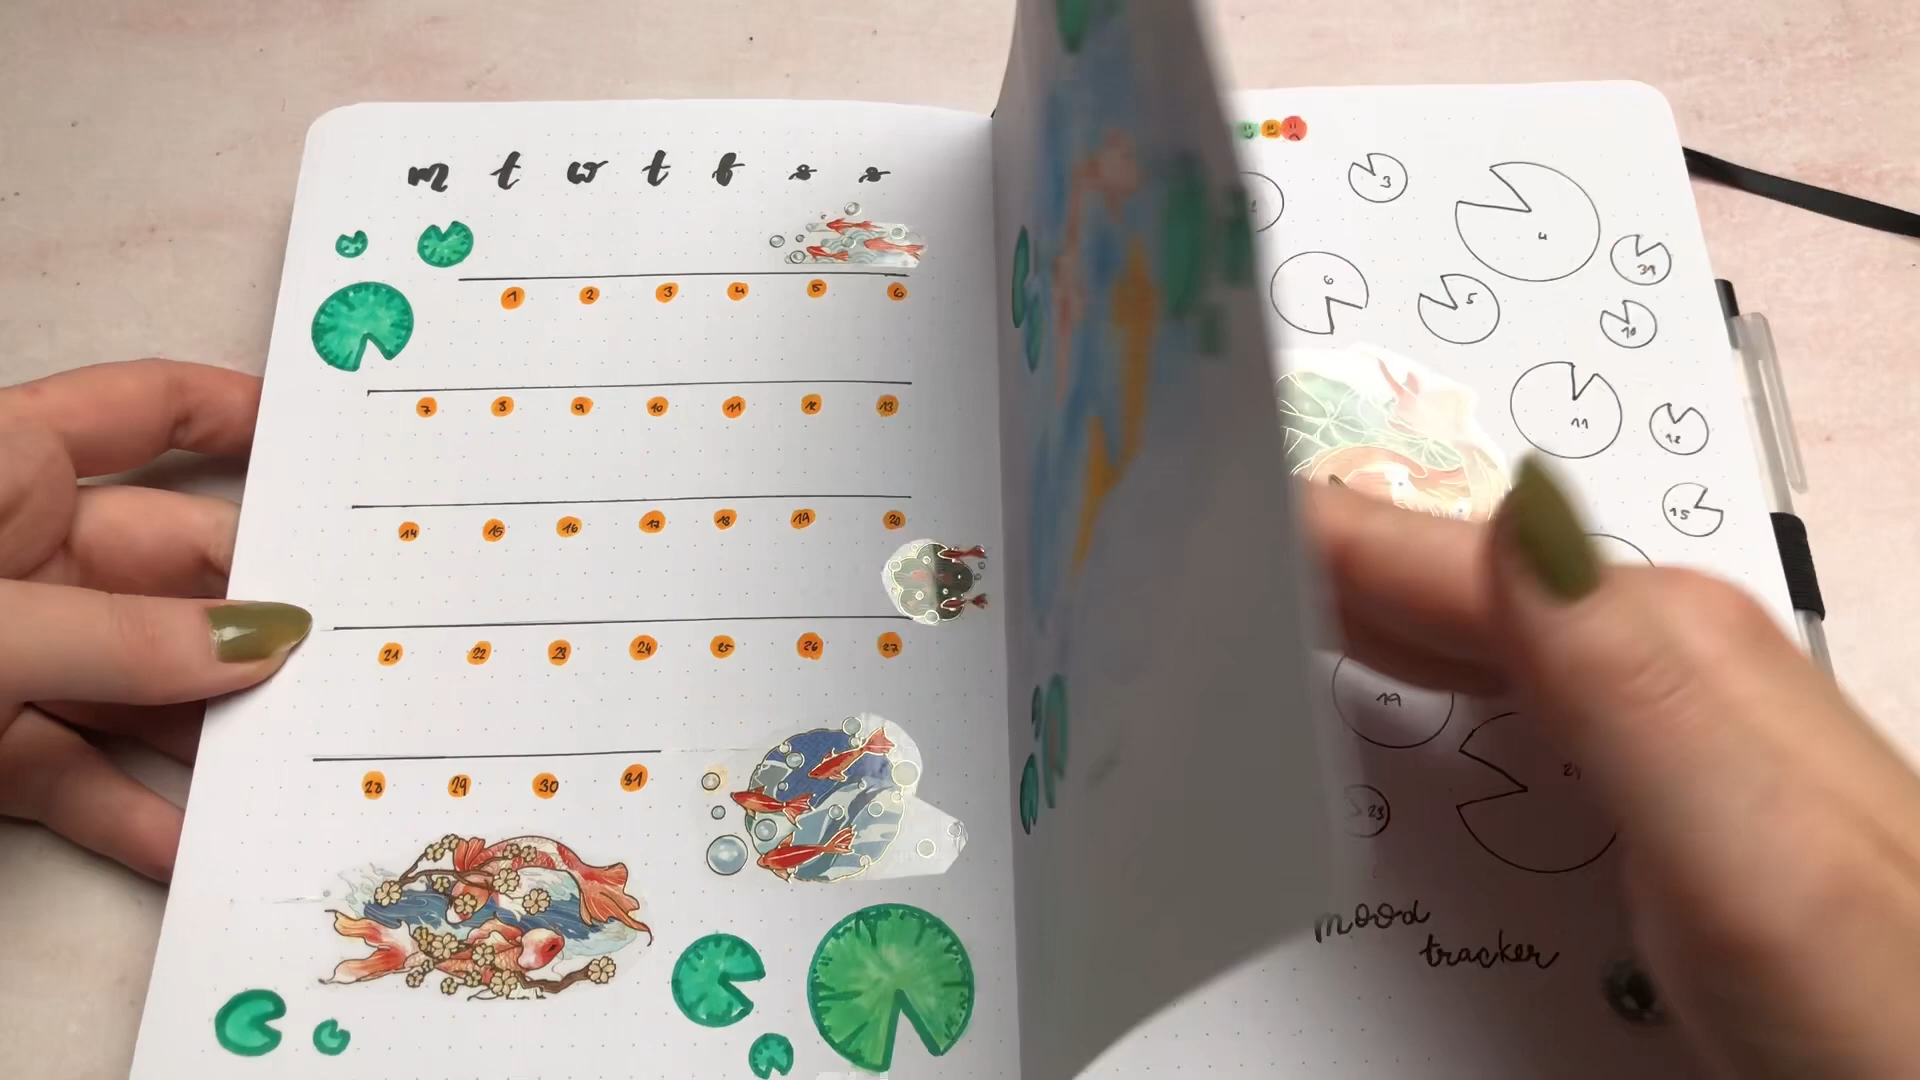 m t w t f s s
1 2 3 4 5 6
7 8 9 10 11 12 13
14 15 16 17 18 19 20
21 22 23 24 25 26 27
28 29 30 31
3
4
31
6
5
10
11
12
15
19
23
mood
tracker